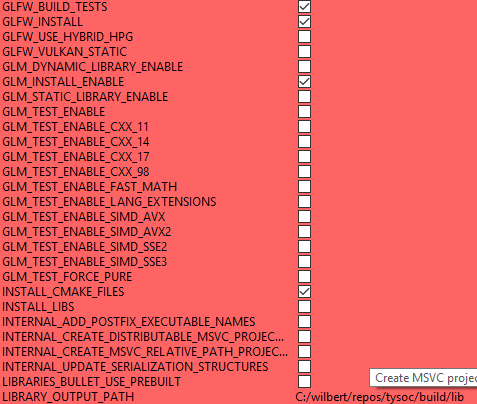 GLFW_BUILD_TESTS
GLFW_INSTALL
GLFW_USE_HYBRID_HPG
GLFW_VULKAN_STATIC
GLM_DYNAMIC_LIBRARY_ENABLE
GLM_INSTALL_ENABLE
GLM_STATIC_LIBRARY_ENABLE
GLM_TEST_ENABLE
GLM_TEST_ENABLE_CXX_11
GLM_TEST_ENABLE_CXX_14
GLM_TEST_ENABLE_CXX_17
GLM_TEST_ENABLE_CXX_98
GLM_TEST_ENABLE_FAST_MATH
GLM_TEST_ENABLE_LANG_EXTENSIONS
GLM_TEST_ENABLE_SIMD_AVX
GLM_TEST_ENABLE_SIMD_AVX2
GLM_TEST_ENABLE_SIMD_SSE2
GLM_TEST_ENABLE_SIMD_SSE3
GLM_TEST_FORCE_PURE
INSTALL_CMAKE_FILES
INSTALL_LIBS
INTERNAL_ADD_POSTFIX_EXECUTABLE_NAMES
INTERNAL_CREATE_DISTRIBUTABLE_MSVC_PROJEC...
INTERNAL_CREATE_MSVC_RELATIVE_PATH_PROJEC...
INTERNAL_UPDATE_SERIALIZATION_STRUCTURES
Create MSVC projec
LIBRARIES_BULLET_USE_PREBUILT
LIBRARY_OUTPUT_PATH C:/wilbert/repos/tysoc/build/lib